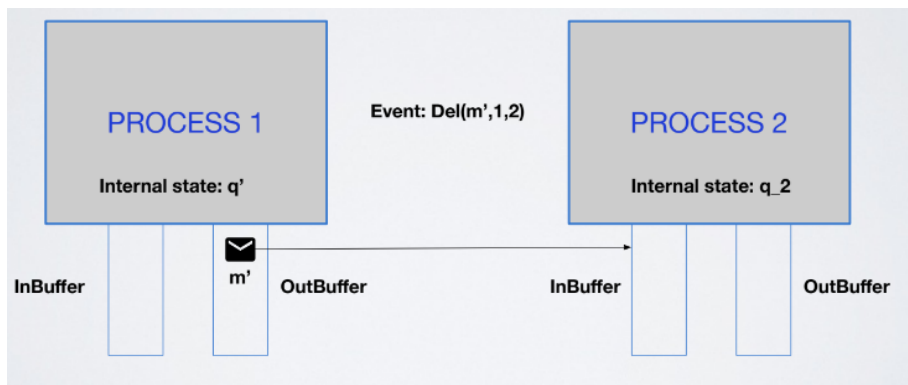 PROCESS 1
Internal state: q’
Event: Del(m’,1,2)
PROCESS 2
Internal state: q_2
InBuffer
m’
OutBuffer
InBuffer
OutBuffer